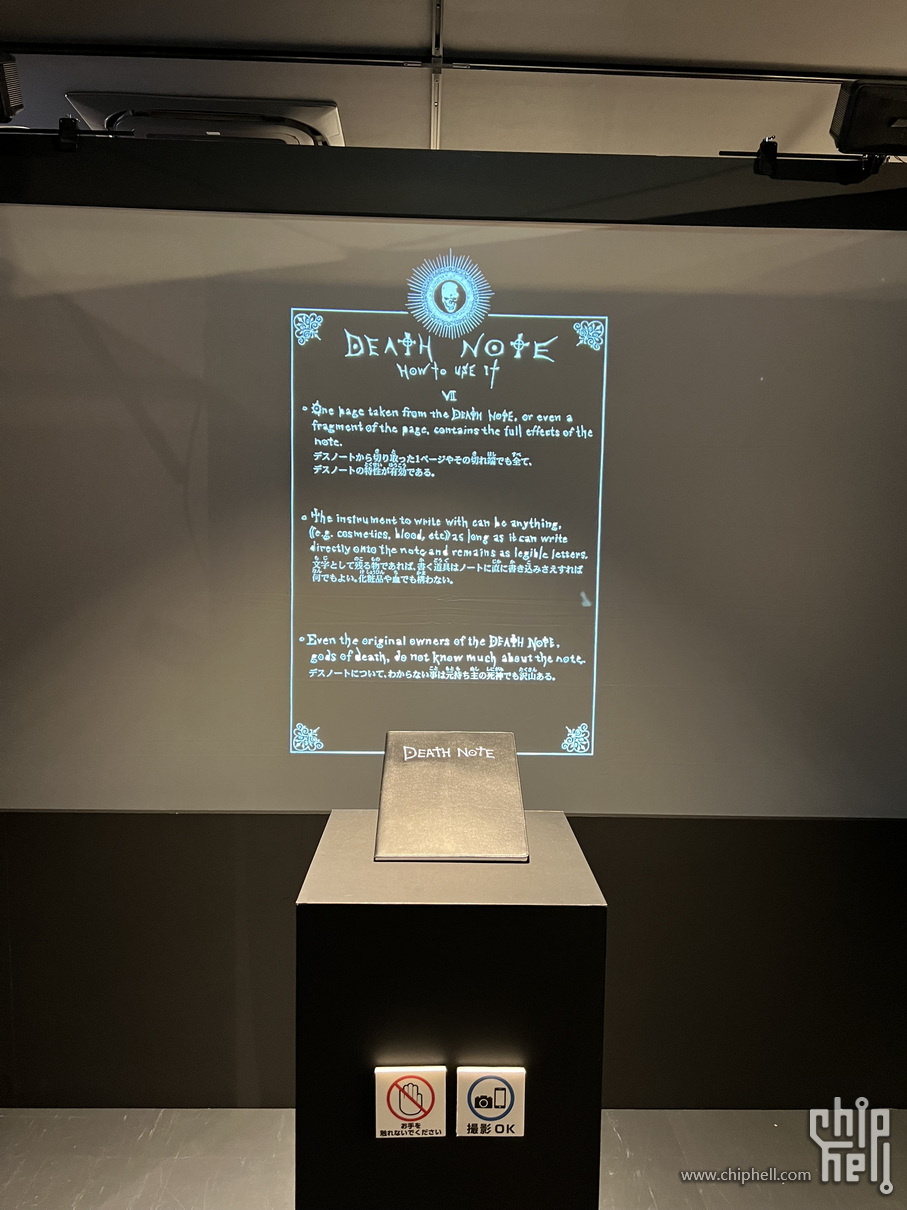 DEATH NOTE
HOW TO USE IT
VII
One page taken from the DEATH NOTE, or even a
fragment of the page, contains the full effects of the
note.
デスノートから切り取った1ページやその切れ端でも全て、
デスノートの特性が有効である。
The instrument to write with can be anything,
(e.g. cosmetics, blood, etc) as long as it can write
directly onto the note and remains as legible letters.
文字として残る物であれば、書く道具はノートに直に書き込みさえすれば
何でもよい。化粧品や血でも構わない。
Even the original owners of the DEATH NOTE,
gods of death, do not know much about the note.
デスノートについて、わからない事は元持ち主の死神でも沢山ある。
DEATH NOTE
お手を
触れないでください
撮影OK
chip
hell
www.chiphell.com